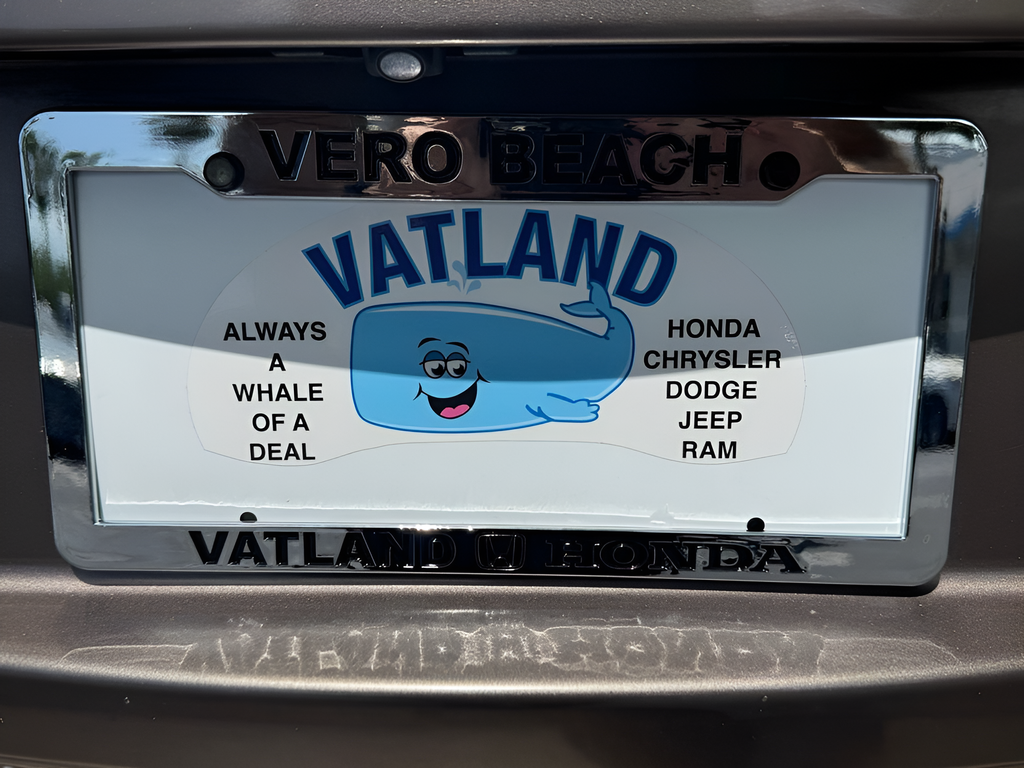 VERO BEACH
VATLAND
ALWAYS
A
WHALE
OF A
DEAL
HONDA
CHRYSLER
DODGE
JEEP
RAM
VATLAND HONDA